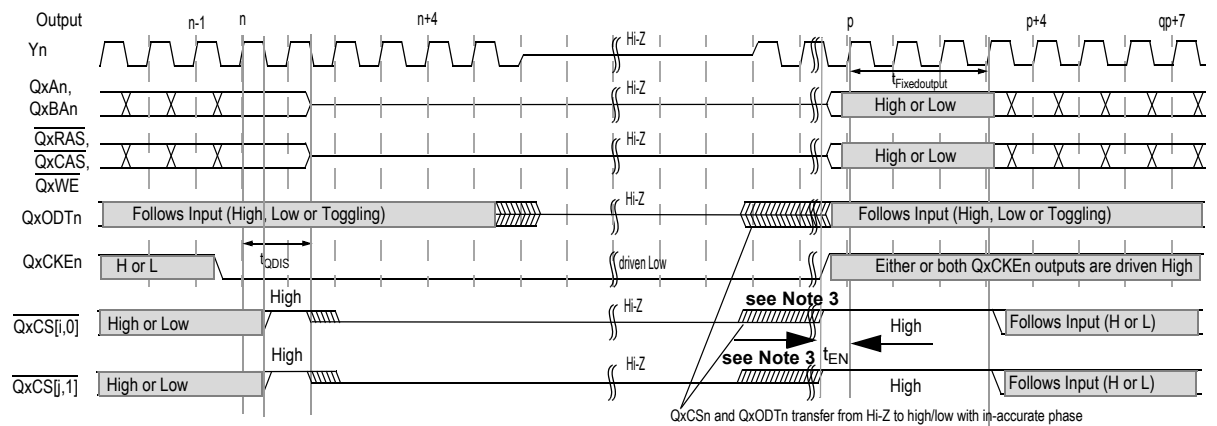 Output n-1 n n+4 p p+4 qp+7
Yn Hi-Z
tFixedoutput
QxAn, Hi-Z
QxBAn High or Low
QxRAS, Hi-Z
QxCAS, High or Low
QxWE
QxODTn Follows Input (High, Low or Toggling) Hi-Z Follows Input (High, Low or Toggling)
QxCKEn H or L tQDIS driven Low Either or both QxCKEn outputs are driven High
High Hi-Z see Note 3
QxCS[i,0] High or Low High Follows Input (H or L)
High Hi-Z see Note 3 tEN
QxCS[j,1] High or Low High Follows Input (H or L)
QxCSn and QxODTn transfer from Hi-Z to high/low with in-accurate phase